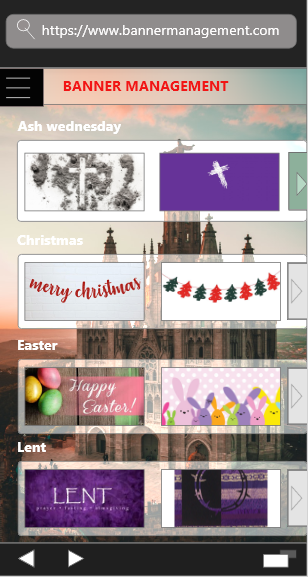 https://www.bannermanagement.com
BANNER MANAGEMENT
Ash wednesday
Christmas
merry christmas
Easter
Happy
Easter!
Lent
LENT
prayer • fasting • almsgiving